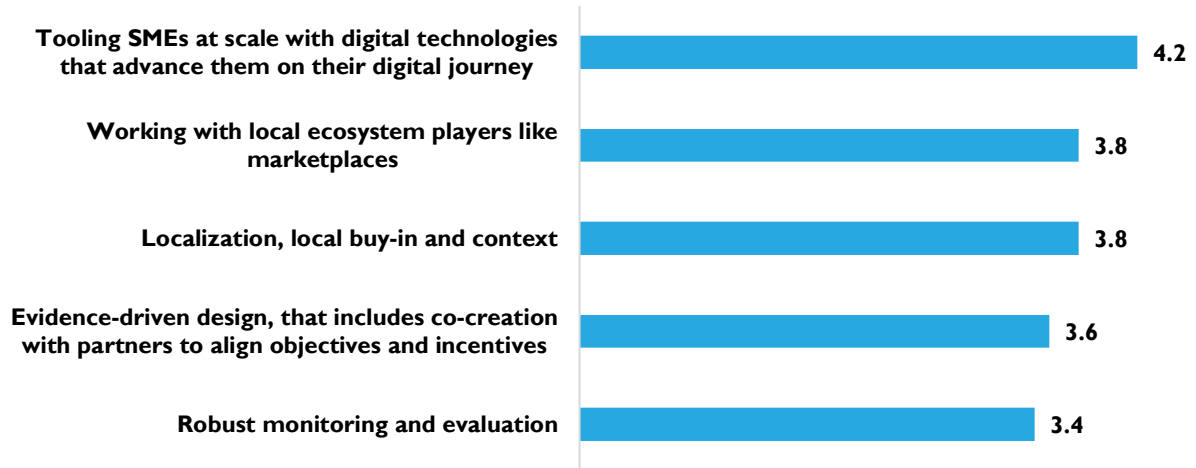 Tooling SMEs at scale with digital technologies
that advance them on their digital journey
4.2
Working with local ecosystem players like
marketplaces
3.8
Localization, local buy-in and context
3.8
Evidence-driven design, that includes co-creation
with partners to align objectives and incentives
3.6
Robust monitoring and evaluation
3.4